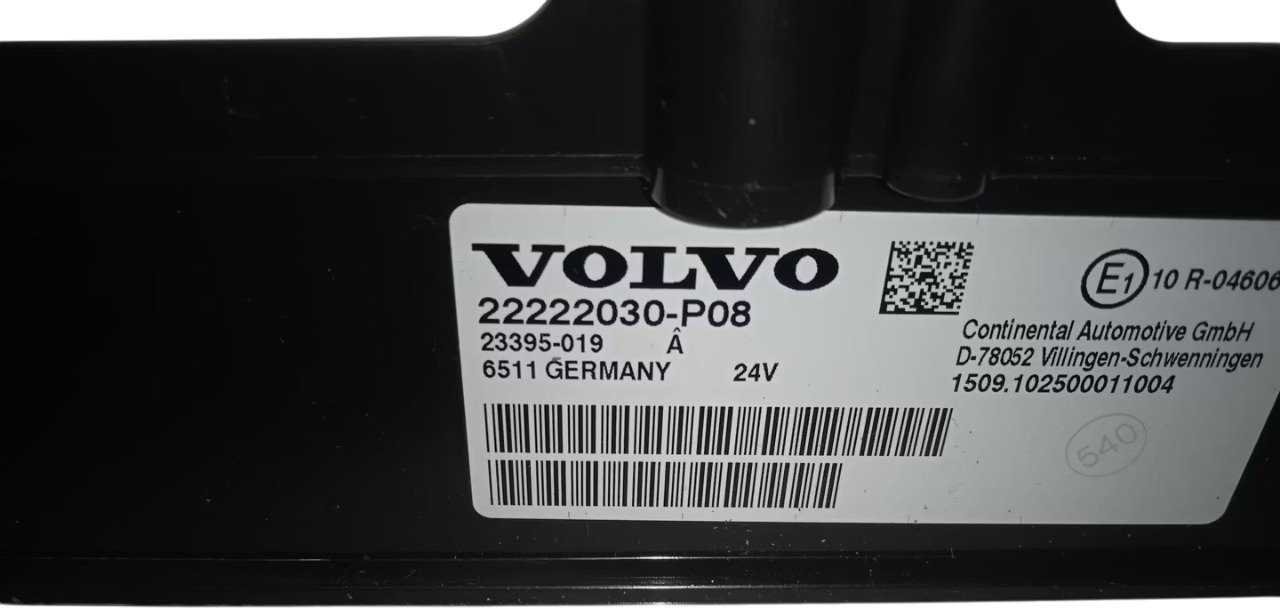 VOLVO
22222030-P08
23395-019 Â
6511 GERMANY 24V
E1 10 R-04606
Continental Automotive GmbH
D-78052 Villingen-Schwenningen
1509.102500011004
540